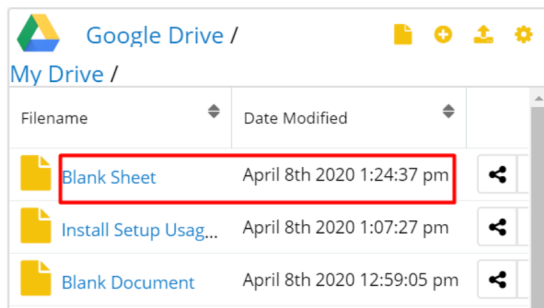 Google Drive /
My Drive /
Filename Date Modified
Blank Sheet April 8th 2020 1:24:37 pm
Install Setup Usag... April 8th 2020 1:07:27 pm
Blank Document April 8th 2020 12:59:05 pm